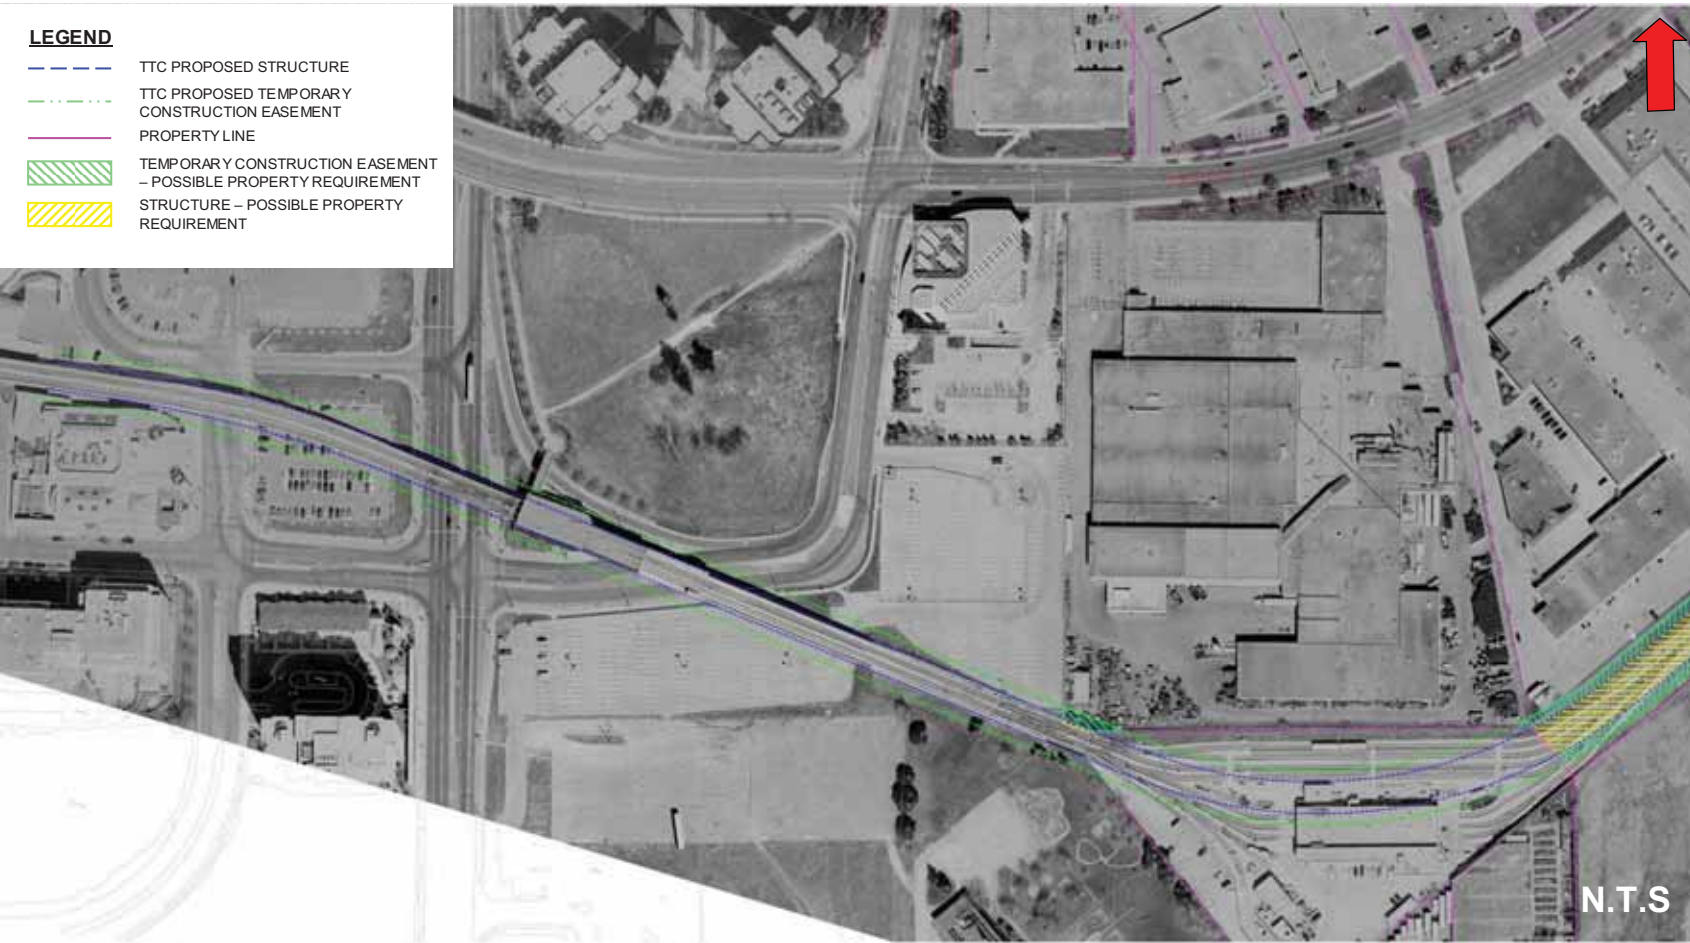 LEGEND
TTC PROPOSED STRUCTURE
TTC PROPOSED TEMPORARY
CONSTRUCTION EASEMENT
PROPERTY LINE
TEMPORARY CONSTRUCTION EASEMENT
– POSSIBLE PROPERTY REQUIREMENT
STRUCTURE – POSSIBLE PROPERTY
REQUIREMENT
N.T.S